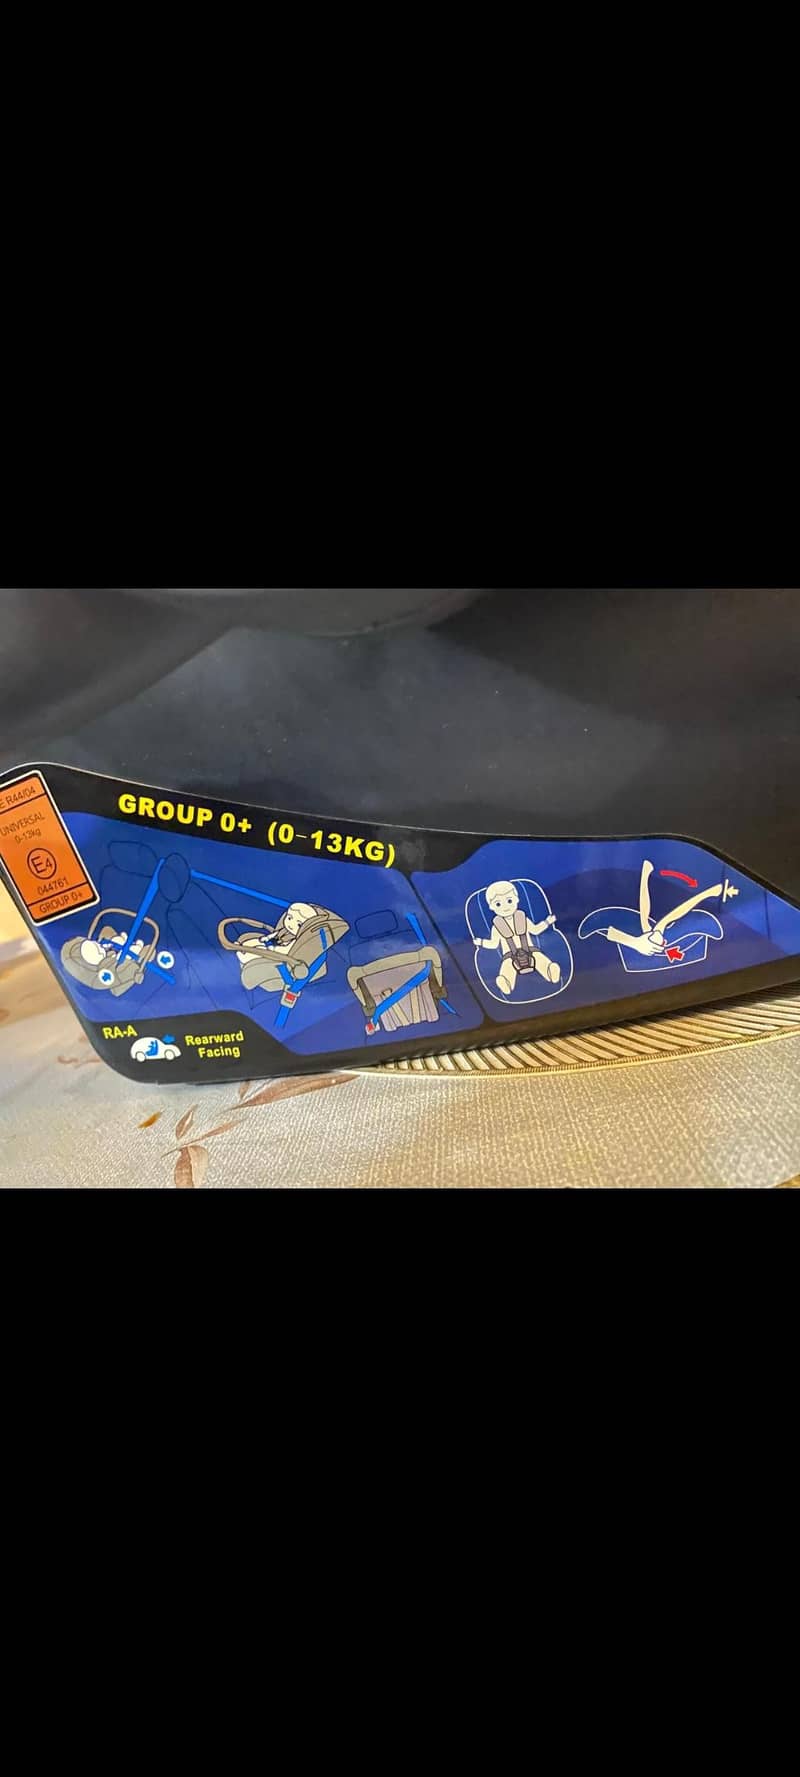 E R44/04
UNIVERSAL
0-13kg
E4
044761
GROUP 0+
GROUP 0+ (0-13KG)
RA-A
Rearward
Facing